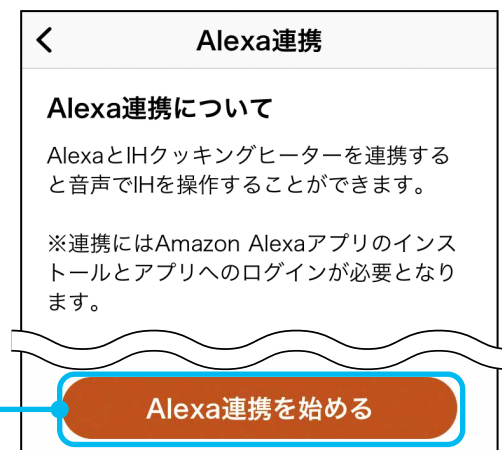 Alexa連携
Alexa連携について
AlexaとIHクッキングヒーターを連携する
と音声でIHを操作することができます。
※連携にはAmazon Alexaアプリのインス
トールとアプリへのログインが必要となり
ます。
Alexa連携を始める